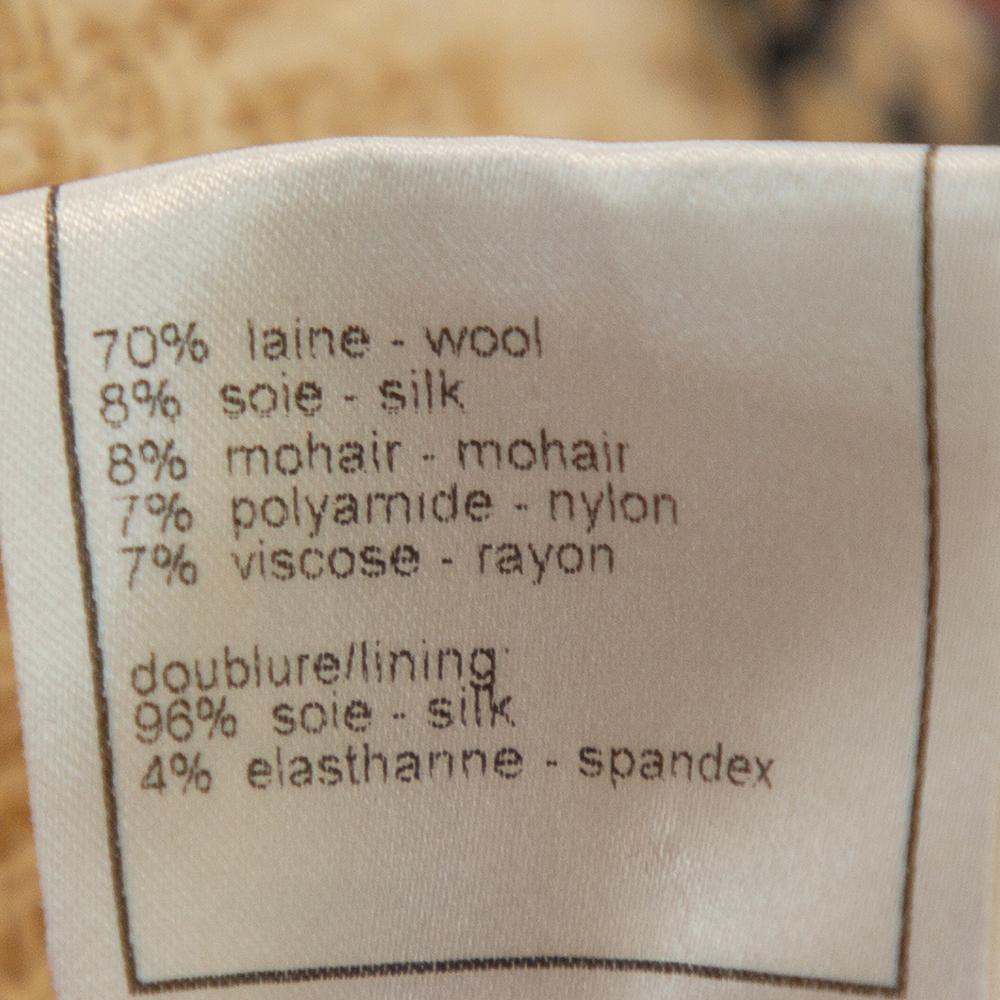 70% laine - wool
8% soie - silk
8% mohair - mohair
7% polyamide - nylon
7% viscose - rayon
doublure/lining:
96% soie - silk
4% elasthanne - spandex